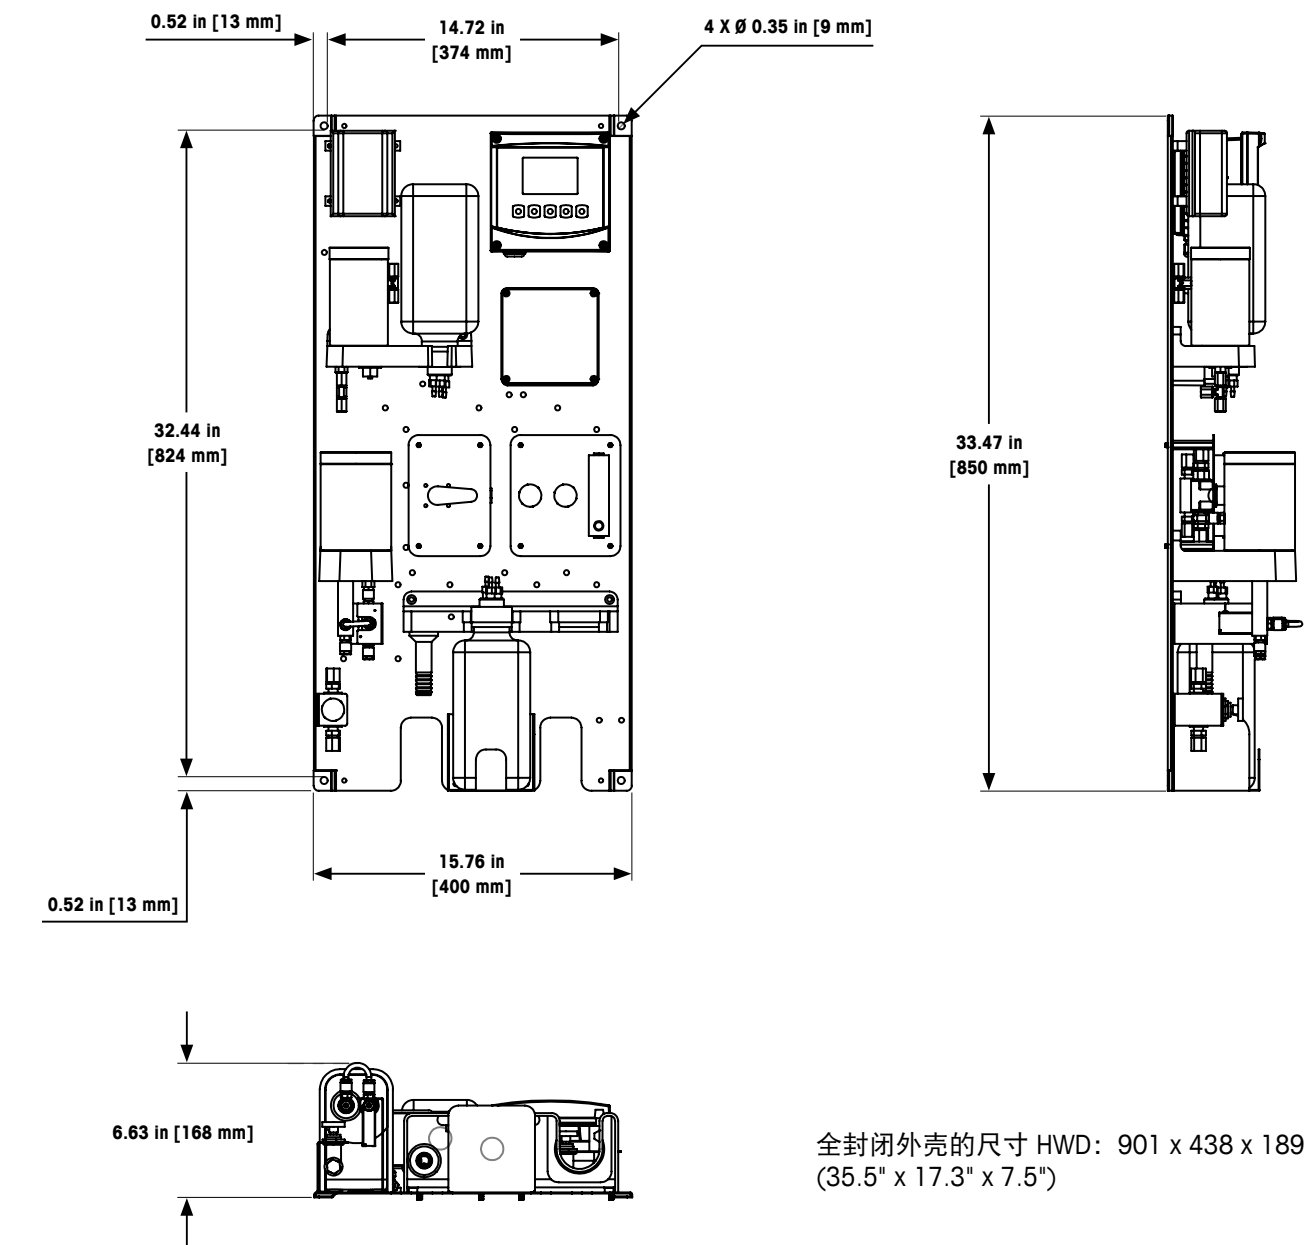 0.52 in [13 mm]
14.72 in
[374 mm]
4 X Ø 0.35 in [9 mm]
32.44 in
[824 mm]
33.47 in
[850 mm]
15.76 in
[400 mm]
0.52 in [13 mm]
6.63 in [168 mm]
全封闭外壳的尺寸 HWD：901 x 438 x 189
(35.5" x 17.3" x 7.5")